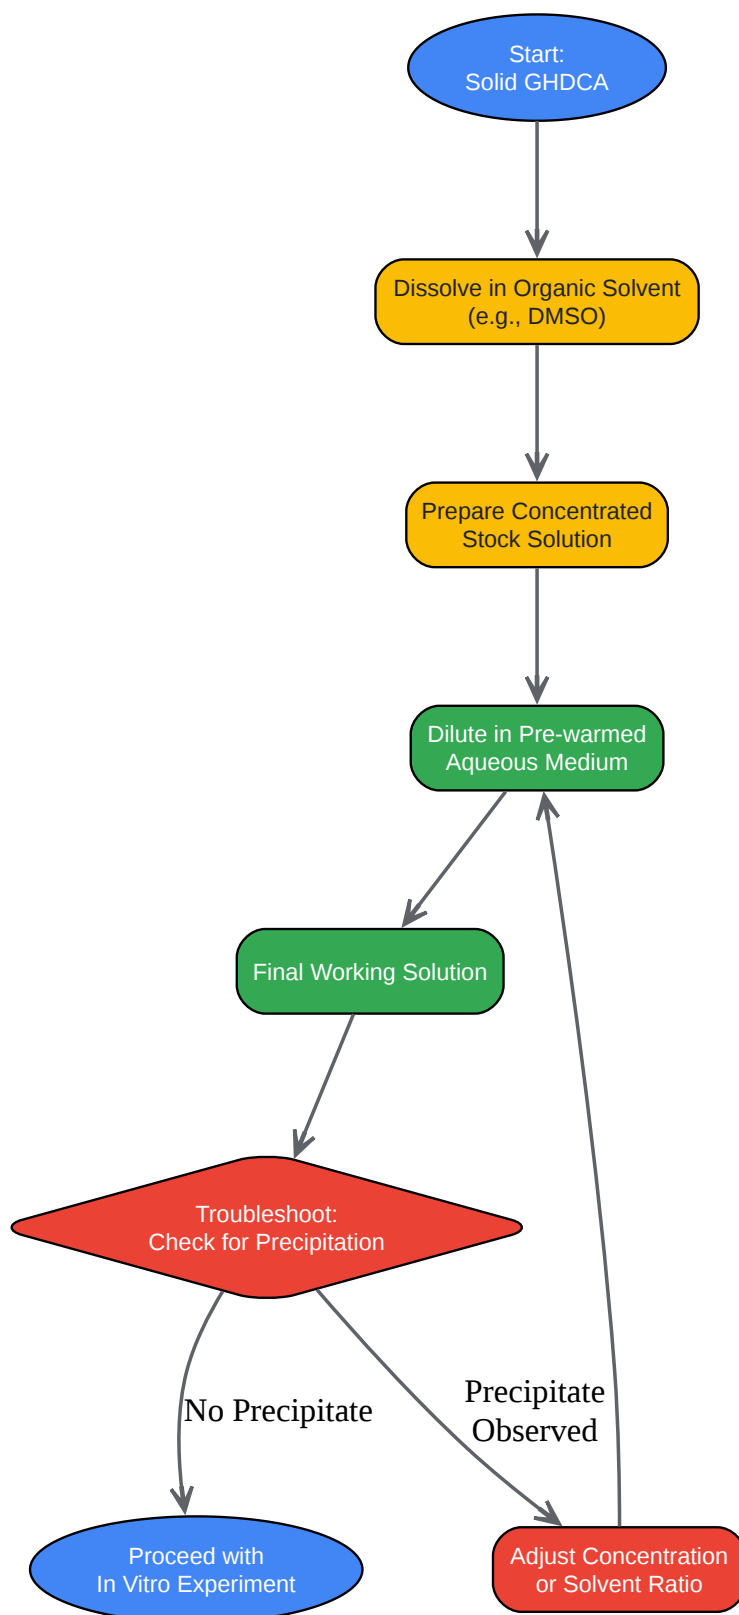 Start:
Solid GHDCA
Dissolve in Organic Solvent
(e.g., DMSO)
Prepare Concentrated
Stock Solution
Dilute in Pre-warmed
Aqueous Medium
Final Working Solution
Troubleshoot:
Check for Precipitation
No Precipitate
Precipitate
Observed
Proceed with
In Vitro Experiment
Adjust Concentration
or Solvent Ratio